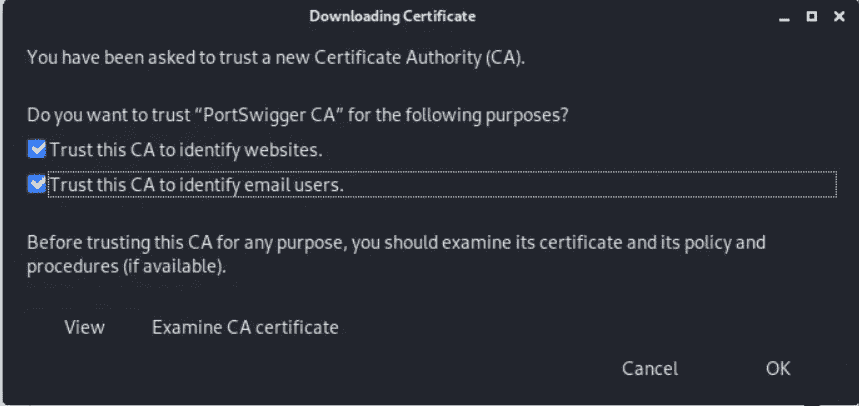 Downloading Certificate
You have been asked to trust a new Certificate Authority (CA).
Do you want to trust “PortSwigger CA” for the following purposes?
Trust this CA to identify websites.
Trust this CA to identify email users.
Before trusting this CA for any purpose, you should examine its certificate and its policy and
procedures (if available).
View Examine CA certificate
Cancel OK